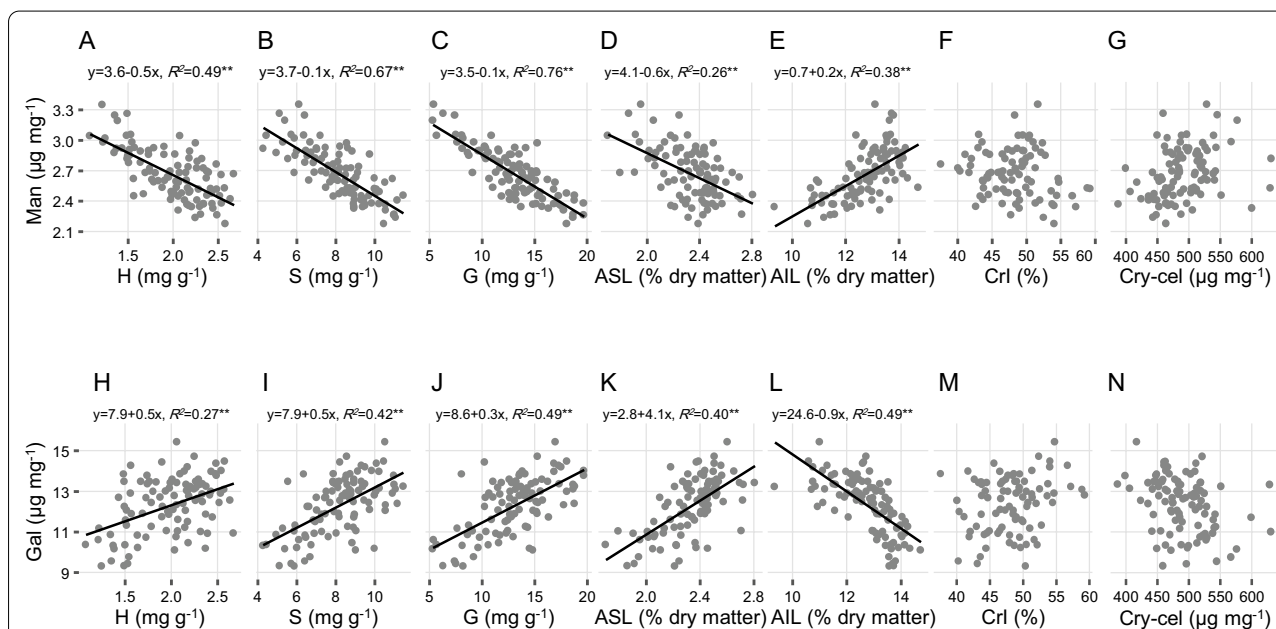 A B C D E F G
y=3.6-0.5x, R²=0.49** y=3.7-0.1x, R²=0.67** y=3.5-0.1x, R²=0.76** y=4.1-0.6x, R²=0.26** y=0.7+0.2x, R²=0.38**
Man (µg mg⁻¹)
3.3
3.0
2.7
2.4
2.1
1.5 2.0 2.5 5 10 5 10 15 20 2.0 2.4 2.8 10 12 14 40 45 50 55 60 400 450 500 550 600
H (mg g⁻¹) S (mg g⁻¹) G (mg g⁻¹) ASL (% dry matter) AIL (% dry matter) CrI (%) Cry-cel (µg mg⁻¹)
H I J K L M N
y=7.9+0.5x, R²=0.27** y=7.9+0.5x, R²=0.42** y=8.6+0.3x, R²=0.49** y=2.8+4.1x, R²=0.40** y=24.6-0.9x, R²=0.49**
Gal (µg mg⁻¹)
15
13
11
9
1.5 2.0 2.5 4 6 8 10 5 10 15 20 2.0 2.4 2.8 10 12 14 40 45 50 55 60 400 450 500 550 600
H (mg g⁻¹) S (mg g⁻¹) G (mg g⁻¹) ASL (% dry matter) AIL (% dry matter) CrI (%) Cry-cel (µg mg⁻¹)